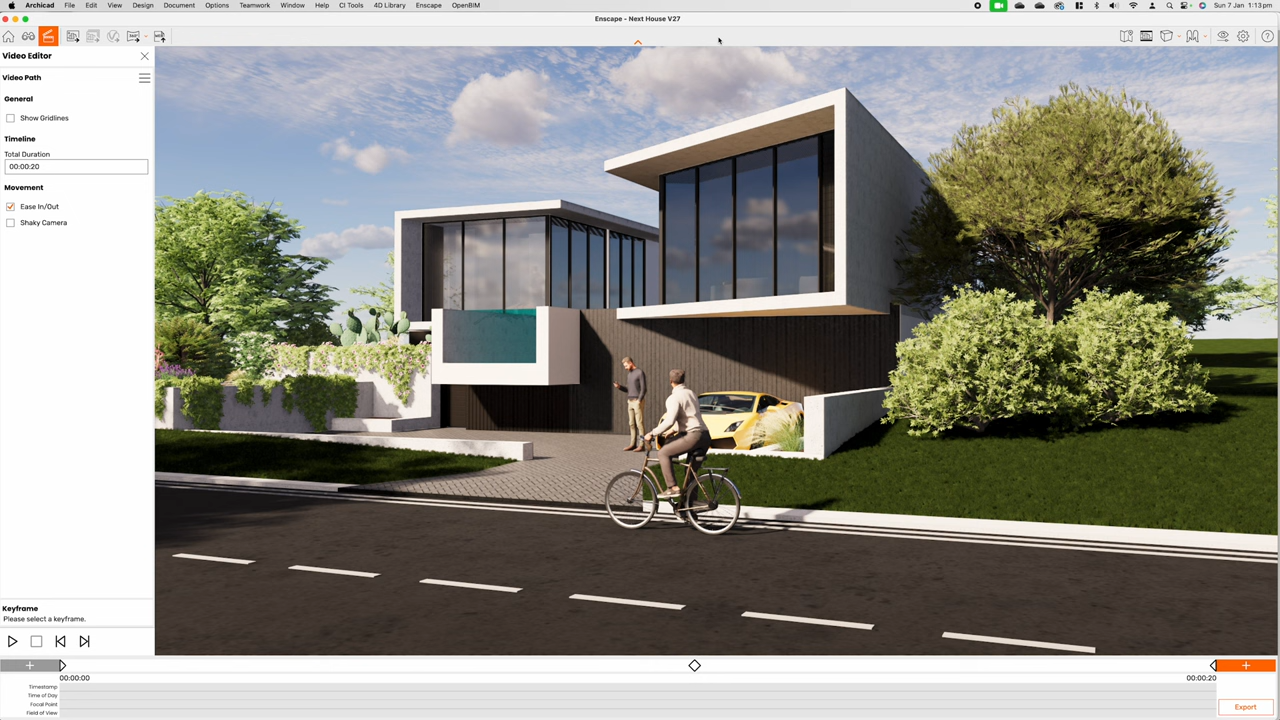 Archicad File Edit View Design Document Options Teamwork Window Help CI Tools 4D Library Enscape OpenBIM Sun 7 Jan 1:13 pm
Enscape - Next House V27
Video Editor
Video Path
General
Show Gridlines
Timeline
Total Duration
00:00:20
Movement
Ease In/Out
Shaky Camera
Keyframe
Please select a keyframe.
00:00:00 00:00:20
Timestamp
Time of Day
Focal Point
Field of View
Export